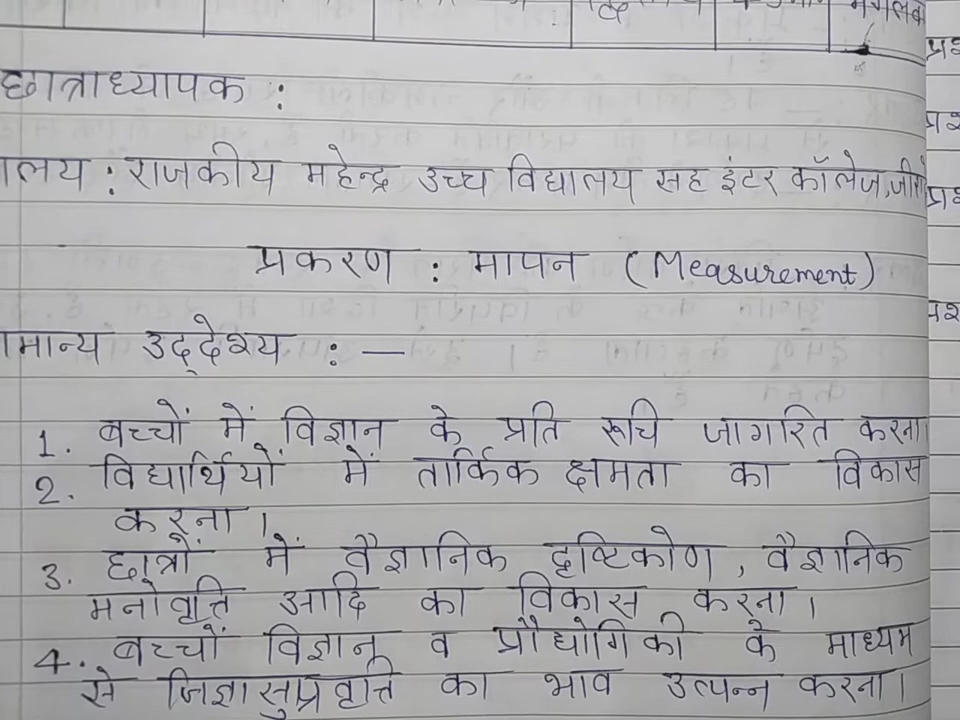 छात्राध्यापक :
ालय : राजकीय महेन्द्र उच्च विद्यालय सह इंटर कॉलेज,
प्रकरण : मापन (Measurement)
ामान्य उद्देश्य : —
1. बच्चों में विज्ञान के प्रति रूचि जागरित करना
2. विद्यार्थियों में तार्किक क्षमता का विकास
करना ।
3. छात्रों में वैज्ञानिक दृष्टिकोण , वैज्ञानिक
मनोवृत्ति आदि का विकास करना ।
4. बच्चों विज्ञान व प्रौद्योगिकी के माध्यम
से जिज्ञासुप्रवृत्ति का भाव उत्पन्न करना ।